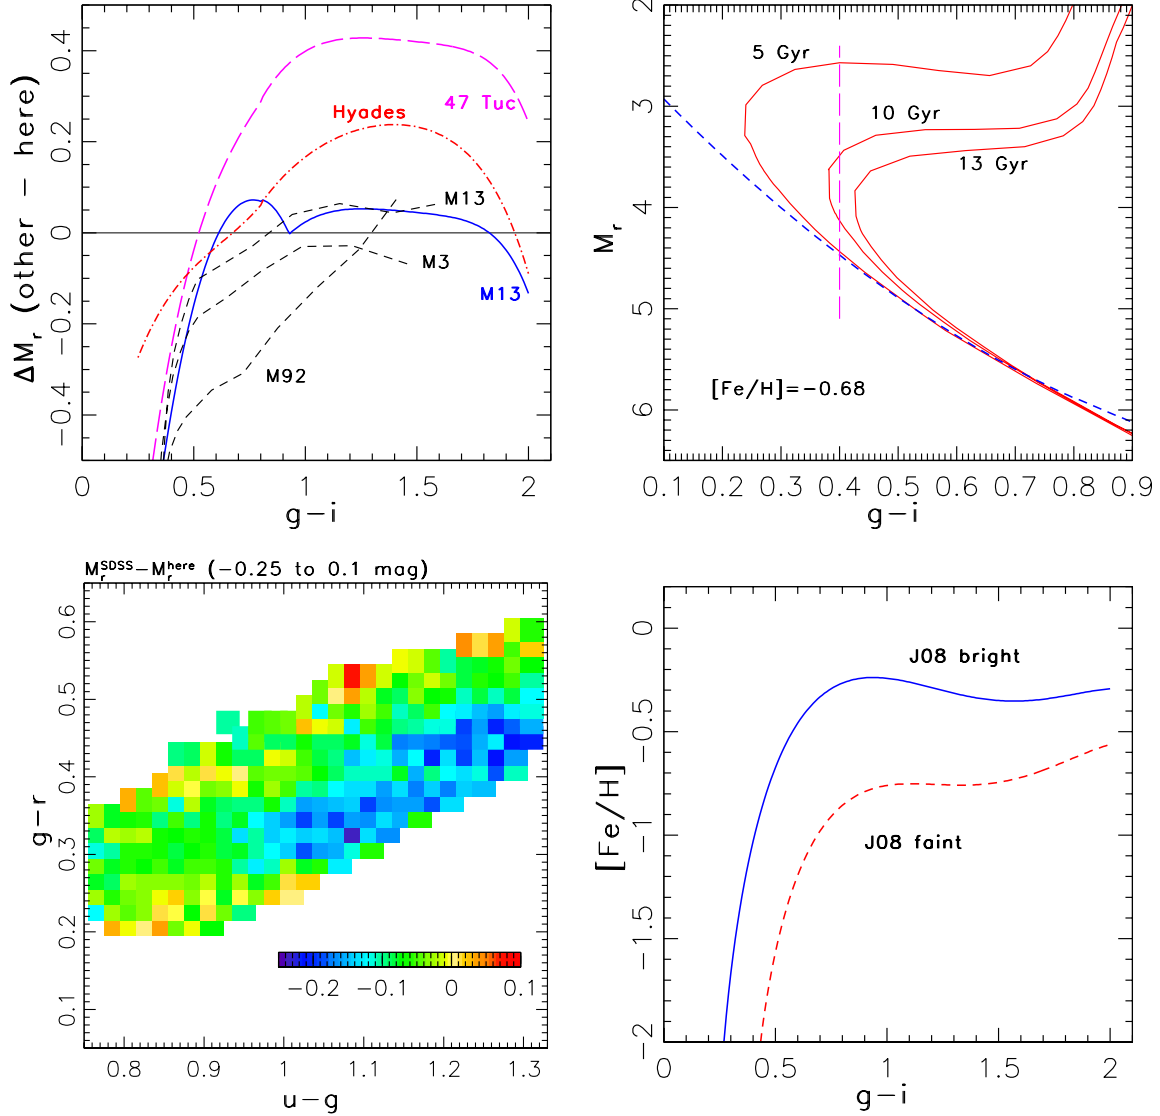 0.4
0.2
0
−0.2
−0.4
ΔM_r (other − here)
47 Tuc
Hyades
M13
M3
M13
M92
0 0.5 1 1.5 2
g−i
2
3
4
5
6
M_r
5 Gyr
10 Gyr
13 Gyr
[Fe/H]=−0.68
0.1 0.2 0.3 0.4 0.5 0.6 0.7 0.8 0.9
g−i
M_r^SDSS−M_r^here (−0.25 to 0.1 mag)
0.6
0.5
0.4
0.3
0.2
0.1
g−r
−0.2 −0.1 0 0.1
0.8 0.9 1 1.1 1.2 1.3
u−g
0
−0.5
−1
−1.5
−2
[Fe/H]
J08 bright
J08 faint
0 0.5 1 1.5 2
g−i